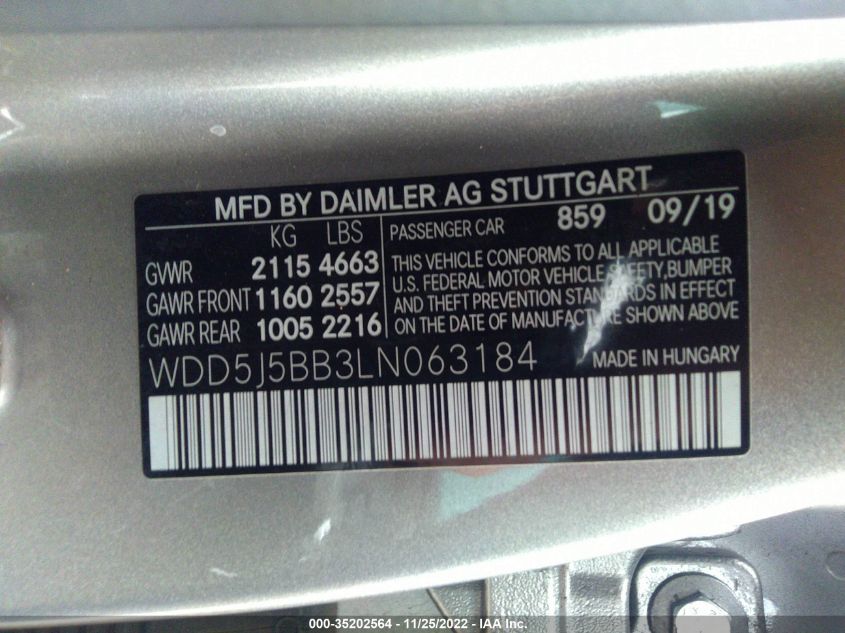 MFD BY DAIMLER AG STUTTGART
KG LBS
GVWR 2115 4663
GAWR FRONT 1160 2557
GAWR REAR 1005 2216
PASSENGER CAR 859 09/19
THIS VEHICLE CONFORMS TO ALL APPLICABLE
U.S. FEDERAL MOTOR VEHICLE SAFETY,BUMPER
AND THEFT PREVENTION STANDARDS IN EFFECT
ON THE DATE OF MANUFACTURE SHOWN ABOVE
WDD5J5BB3LN063184 MADE IN HUNGARY
000-35202564 - 11/25/2022 - IAA Inc.